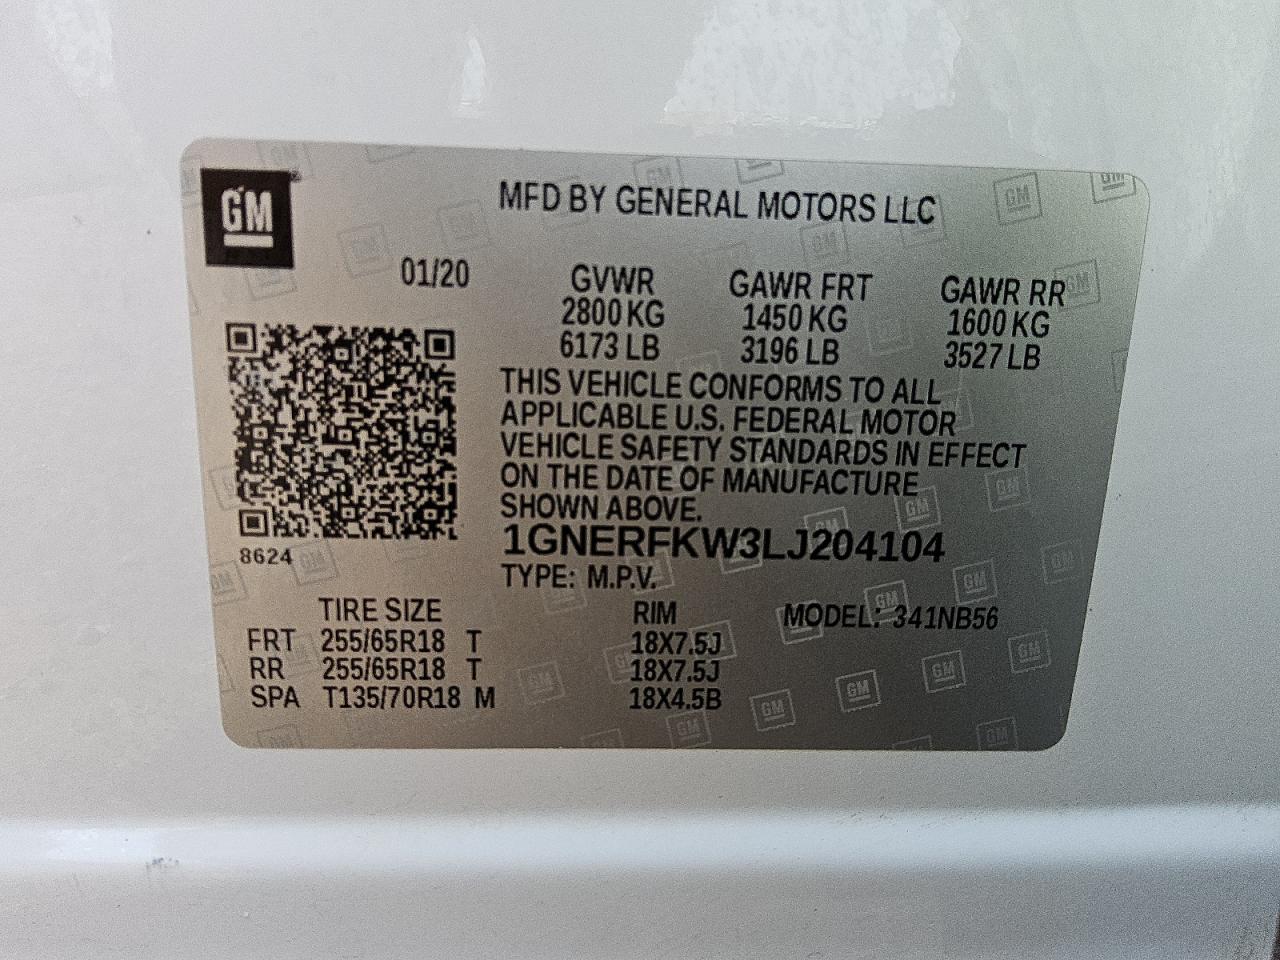 GM
MFD BY GENERAL MOTORS LLC
01/20 GVWR GAWR FRT GAWR RR
2800 KG 1450 KG 1600 KG
6173 LB 3196 LB 3527 LB
THIS VEHICLE CONFORMS TO ALL
APPLICABLE U.S. FEDERAL MOTOR
VEHICLE SAFETY STANDARDS IN EFFECT
ON THE DATE OF MANUFACTURE
SHOWN ABOVE.
1GNERFKW3LJ204104
8624
TYPE: M.P.V.
TIRE SIZE RIM MODEL: 341NB56
FRT 255/65R18 T 18X7.5J
RR 255/65R18 T 18X7.5J
SPA T135/70R18 M 18X4.5B